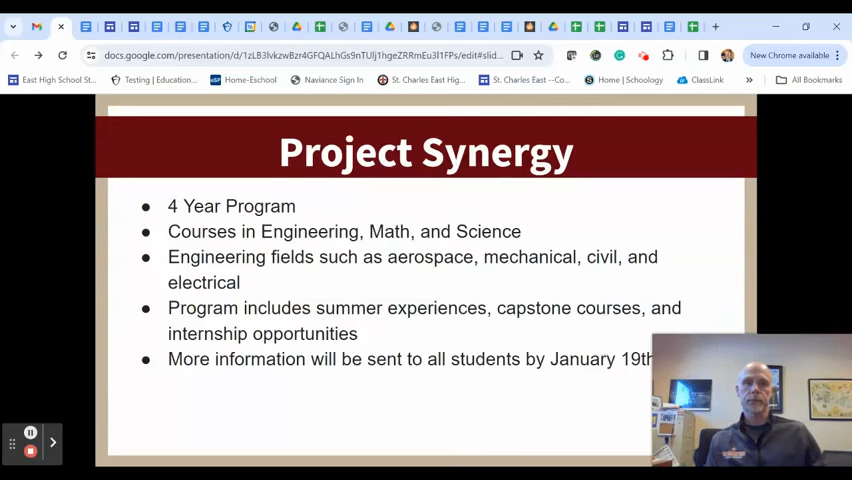 docs.google.com/presentation/d/1zLB3lvkzwBzr4GFQALhGs9nTUlj1hgeZRRmEu3l1FPs/edit#slid...
New Chrome available
East High School St...
Testing | Education...
Home-Eschool
Naviance Sign In
St. Charles East Hig...
St. Charles East --Co...
Home | Schoology
ClassLink
»
All Bookmarks
Project Synergy
● 4 Year Program
● Courses in Engineering, Math, and Science
● Engineering fields such as aerospace, mechanical, civil, and
electrical
● Program includes summer experiences, capstone courses, and
internship opportunities
● More information will be sent to all students by January 19th